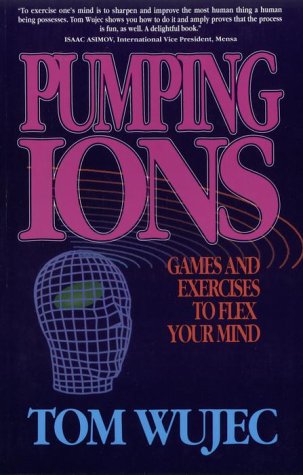 "To exercise one's mind is to sharpen and improve the most human thing a human
being possesses. Tom Wujec shows you how to do it and amply proves that the process
is fun, as well. A delightful book."
ISAAC ASIMOV, International Vice President, Mensa
PUMPING
IONS
GAMES AND
EXERCISES
TO FLEX
YOUR MIND
TOM WUJEC